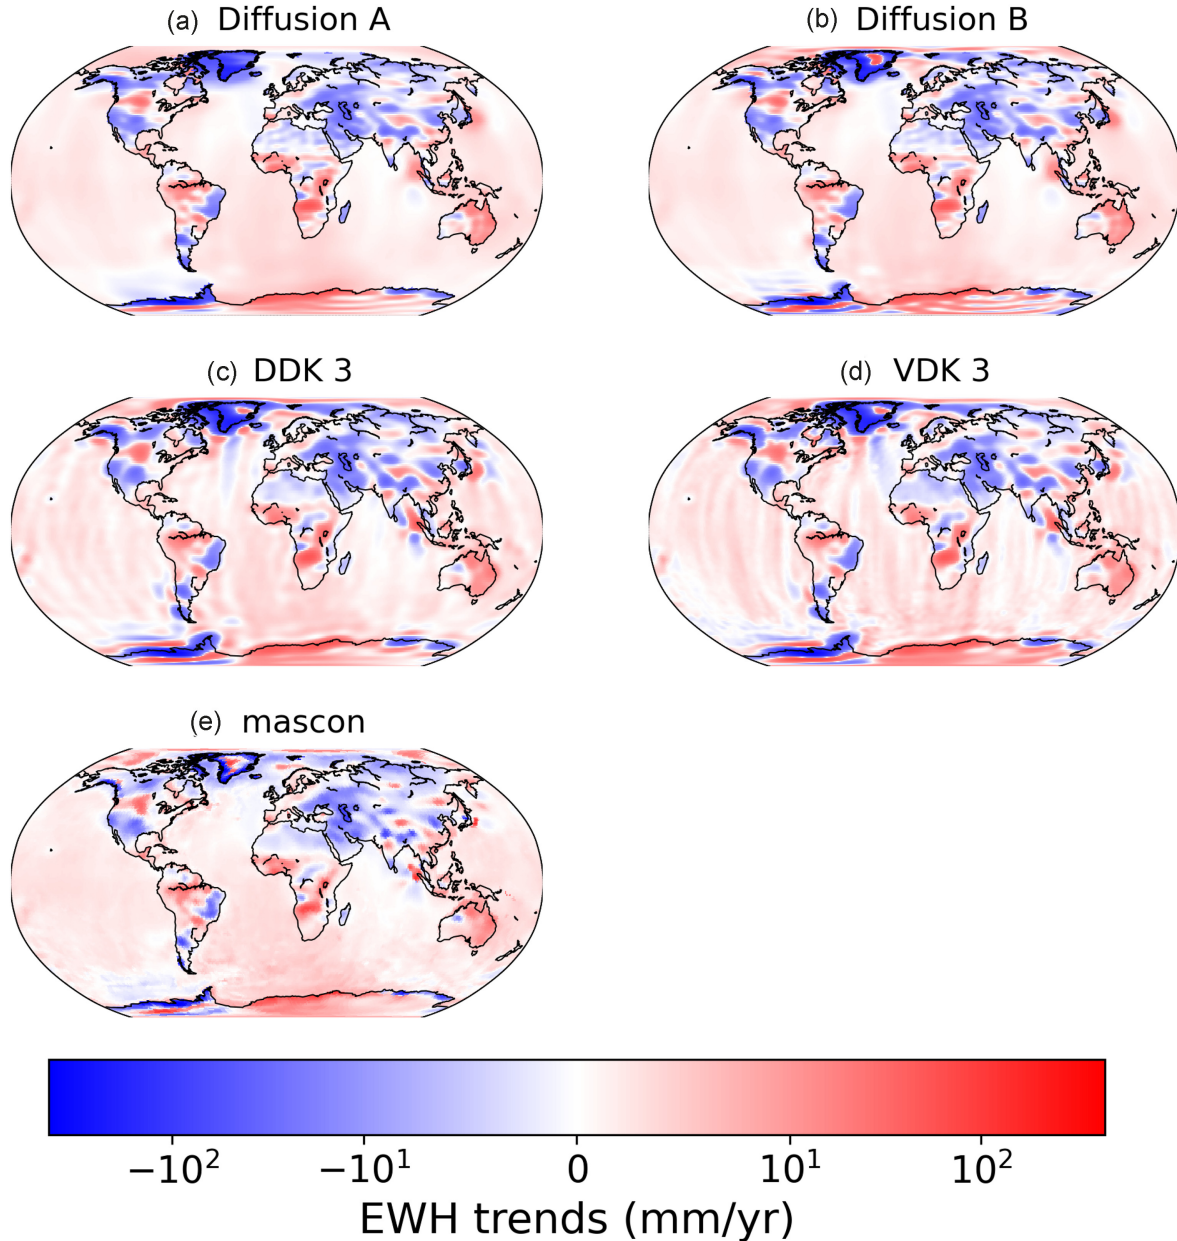 (a) Diffusion A
(b) Diffusion B
(c) DDK 3
(d) VDK 3
(e) mascon
−10² −10¹ 0 10¹ 10²
EWH trends (mm/yr)